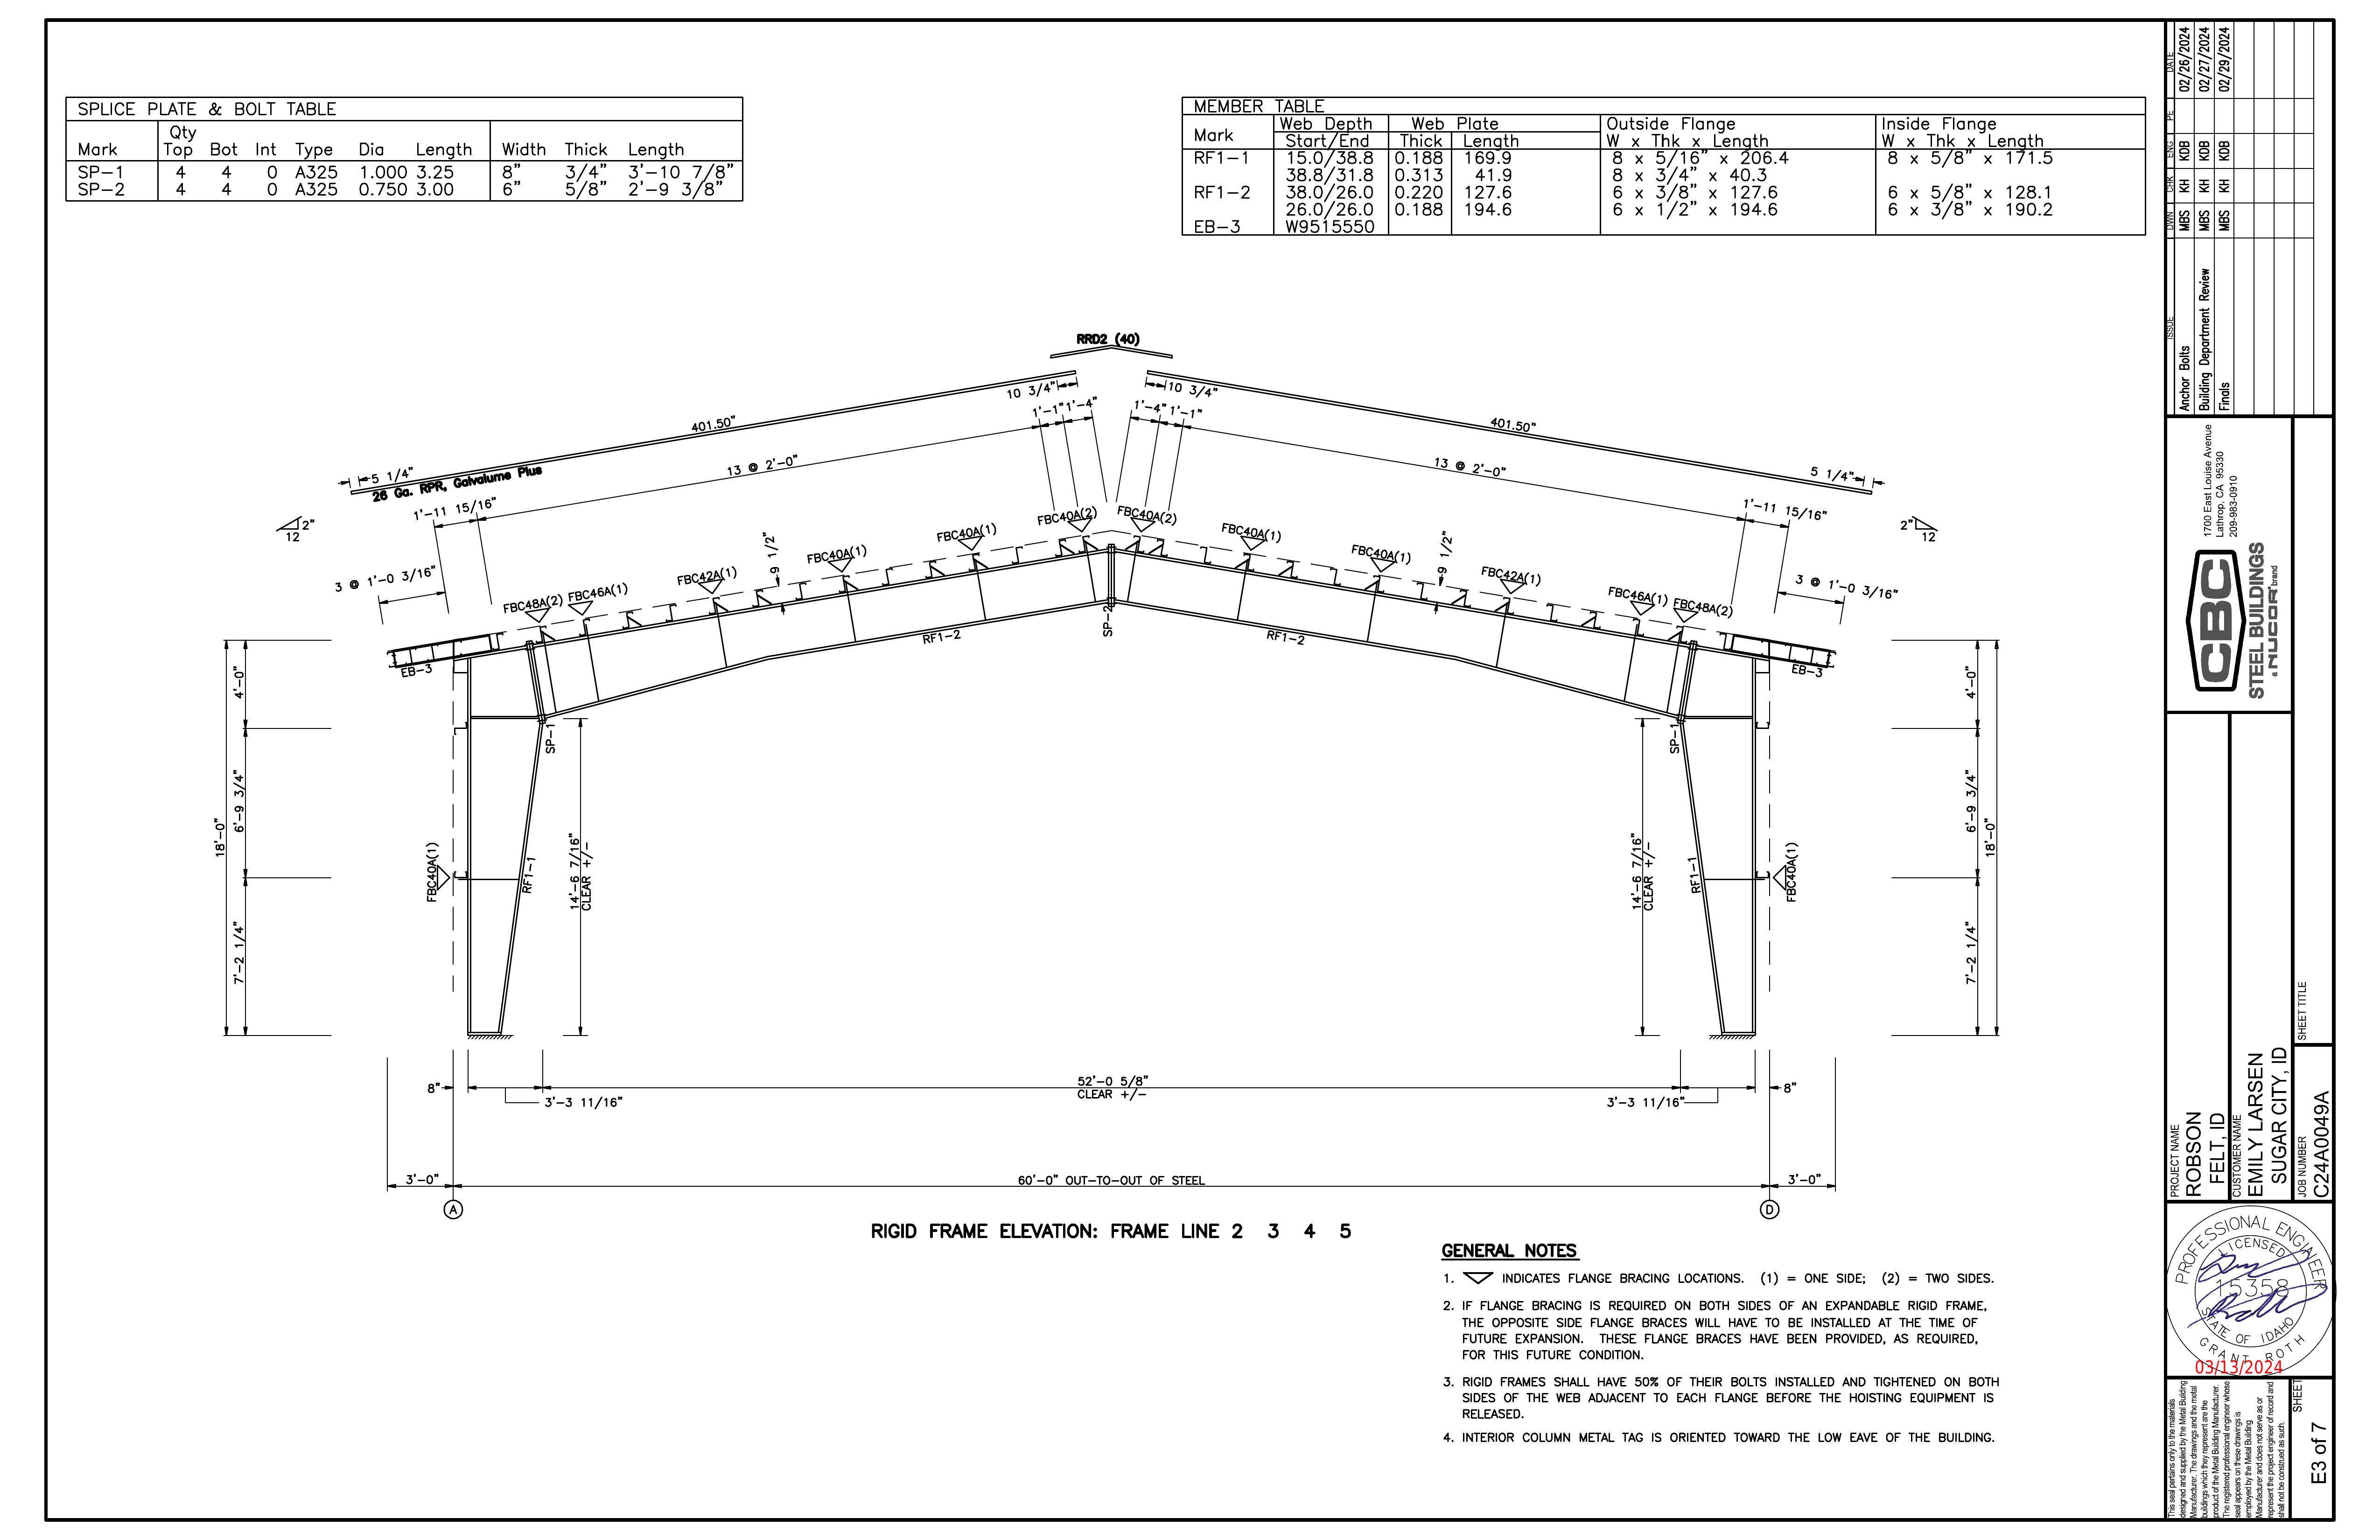 SPLICE PLATE & BOLT TABLE
Mark Qty Top Bot Int Type Dia Length Width Thick Length
SP-1 4 4 0 A325 1.000 3.25 8" 3/4" 3'-10 7/8"
SP-2 4 4 0 A325 0.750 3.00 6" 5/8" 2'-9 3/8"
MEMBER TABLE
Mark Web Depth Web Plate Outside Flange Inside Flange
Start/End Thick Length W x Thk x Length W x Thk x Length
RF1-1 15.0/38.8 0.188 169.9 8 x 5/16" x 206.4 8 x 5/8" x 171.5
38.8/31.8 0.313 41.9 8 x 3/4" x 40.3
RF1-2 38.0/26.0 0.220 127.6 6 x 3/8" x 127.6 6 x 5/8" x 128.1
26.0/26.0 0.188 194.6 6 x 1/2" x 194.6 6 x 3/8" x 190.2
EB-3 W9515550
RRD2 (40)
10 3/4"
10 3/4"
1'-1" 1'-4"
1'-4" 1'-1"
401.50"
401.50"
13 @ 2'-0"
13 @ 2'-0"
5 1/4"
5 1/4"
26 Ga. RPR, Galvalume Plus
1'-11 15/16"
1'-11 15/16"
2"
12
2"
12
3 @ 1'-0 3/16"
3 @ 1'-0 3/16"
9 1/2"
9 1/2"
FBC48A(2) FBC46A(1) FBC42A(1) FBC40A(1) FBC40A(1) FBC40A(2)
FBC40A(2) FBC40A(1) FBC40A(1) FBC42A(1) FBC46A(1) FBC48A(2)
EB-3
RF1-2
SP-2
RF1-2
EB-3
SP-1
SP-1
4'-0"
6'-9 3/4"
7'-2 1/4"
18'-0"
4'-0"
6'-9 3/4"
7'-2 1/4"
18'-0"
FBC40A(1)
FBC40A(1)
RF1-1
RF1-1
14'-6 7/16"
CLEAR +/-
14'-6 7/16"
CLEAR +/-
8"
3'-3 11/16"
52'-0 5/8"
CLEAR +/-
3'-3 11/16"
8"
3'-0"
60'-0" OUT-TO-OUT OF STEEL
3'-0"
A
D
RIGID FRAME ELEVATION: FRAME LINE 2 3 4 5
GENERAL NOTES
1. INDICATES FLANGE BRACING LOCATIONS. (1) = ONE SIDE; (2) = TWO SIDES.
2. IF FLANGE BRACING IS REQUIRED ON BOTH SIDES OF AN EXPANDABLE RIGID FRAME,
THE OPPOSITE SIDE FLANGE BRACES WILL HAVE TO BE INSTALLED AT THE TIME OF
FUTURE EXPANSION. THESE FLANGE BRACES HAVE BEEN PROVIDED, AS REQUIRED,
FOR THIS FUTURE CONDITION.
3. RIGID FRAMES SHALL HAVE 50% OF THEIR BOLTS INSTALLED AND TIGHTENED ON BOTH
SIDES OF THE WEB ADJACENT TO EACH FLANGE BEFORE THE HOISTING EQUIPMENT IS
RELEASED.
4. INTERIOR COLUMN METAL TAG IS ORIENTED TOWARD THE LOW EAVE OF THE BUILDING.
ISSUE DWN CHK ENG PE DATE
Anchor Bolts MBS KH KDB 02/26/2024
Building Department Review MBS KH KDB 02/27/2024
Finals MBS KH KDB 02/29/2024
1700 East Louise Avenue
Lathrop, CA 95330
209-983-0910
CBC
STEEL BUILDINGS
a NUCOR brand
PROJECT NAME
ROBSON
FELT, ID
CUSTOMER NAME
EMILY LARSEN
SUGAR CITY, ID
SHEET TITLE
JOB NUMBER
C24A0049A
PROFESSIONAL ENGINEER
LICENSED
15358
STATE OF IDAHO
GRANT ROTH
03/13/2024
This seal pertains only to the materials
designed and supplied by the Metal Building
Manufacturer. The drawings and the metal
buildings which they represent are the
product of the Metal Building Manufacturer.
The registered professional engineer whose
seal appears on these drawings is
employed by the Metal Building
Manufacturer and does not serve as or
represent the project engineer of record and
shall not be construed as such.
SHEET
E3 of 7